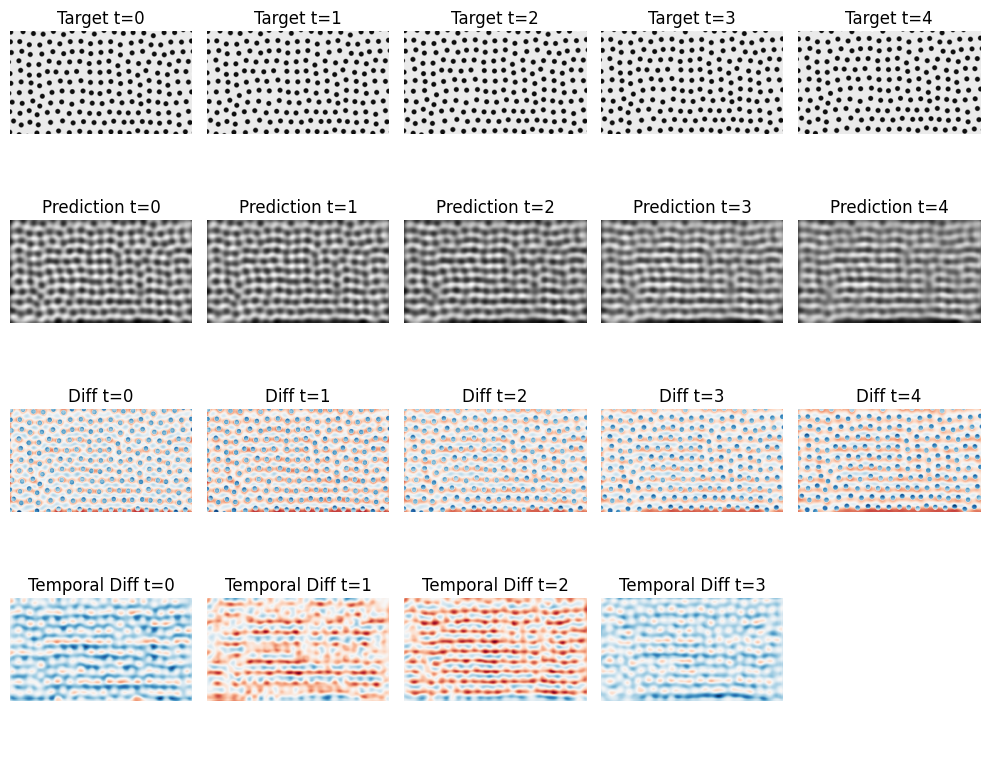 Target t=0
Target t=1
Target t=2
Target t=3
Target t=4
Prediction t=0
Prediction t=1
Prediction t=2
Prediction t=3
Prediction t=4
Diff t=0
Diff t=1
Diff t=2
Diff t=3
Diff t=4
Temporal Diff t=0
Temporal Diff t=1
Temporal Diff t=2
Temporal Diff t=3